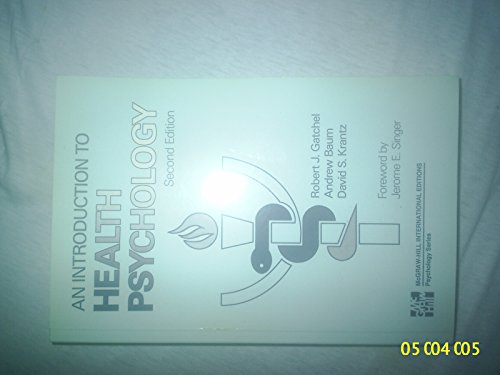 AN INTRODUCTION TO
HEALTH
PSYCHOLOGY
Second Edition
Robert J. Gatchel
Andrew Baum
David S. Krantz
Foreword by
Jerome E. Singer
McGRAW-HILL INTERNATIONAL EDITIONS
Psychology Series
05 004 005